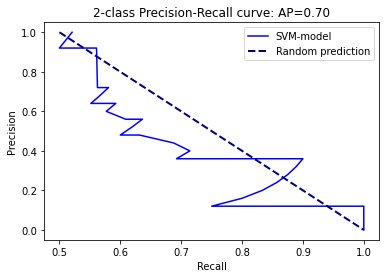 2-class Precision-Recall curve: AP=0.70
SVM-model
Random prediction
Precision
1.0
0.8
0.6
0.4
0.2
0.0
0.5 0.6 0.7 0.8 0.9 1.0
Recall